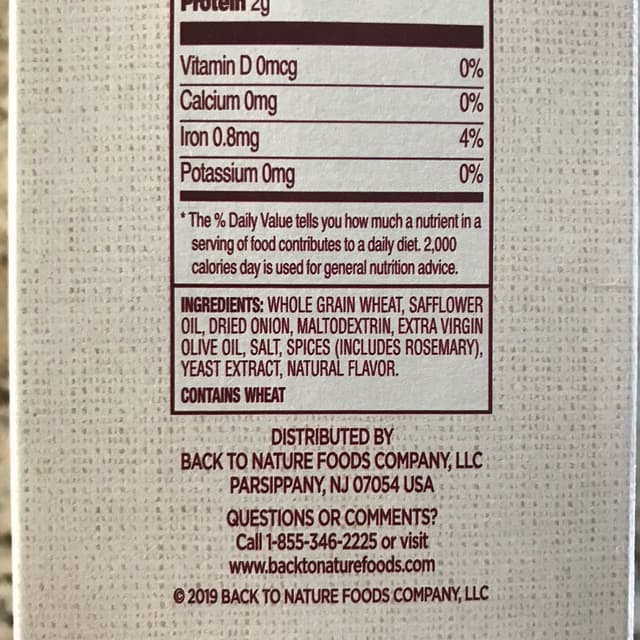 Protein 2g
Vitamin D 0mcg 0%
Calcium 0mg 0%
Iron 0.8mg 4%
Potassium 0mg 0%
* The % Daily Value tells you how much a nutrient in a
serving of food contributes to a daily diet. 2,000
calories day is used for general nutrition advice.
INGREDIENTS: WHOLE GRAIN WHEAT, SAFFLOWER
OIL, DRIED ONION, MALTODEXTRIN, EXTRA VIRGIN
OLIVE OIL, SALT, SPICES (INCLUDES ROSEMARY),
YEAST EXTRACT, NATURAL FLAVOR.
CONTAINS WHEAT
DISTRIBUTED BY
BACK TO NATURE FOODS COMPANY, LLC
PARSIPPANY, NJ 07054 USA
QUESTIONS OR COMMENTS?
Call 1-855-346-2225 or visit
www.backtonaturefoods.com
© 2019 BACK TO NATURE FOODS COMPANY, LLC